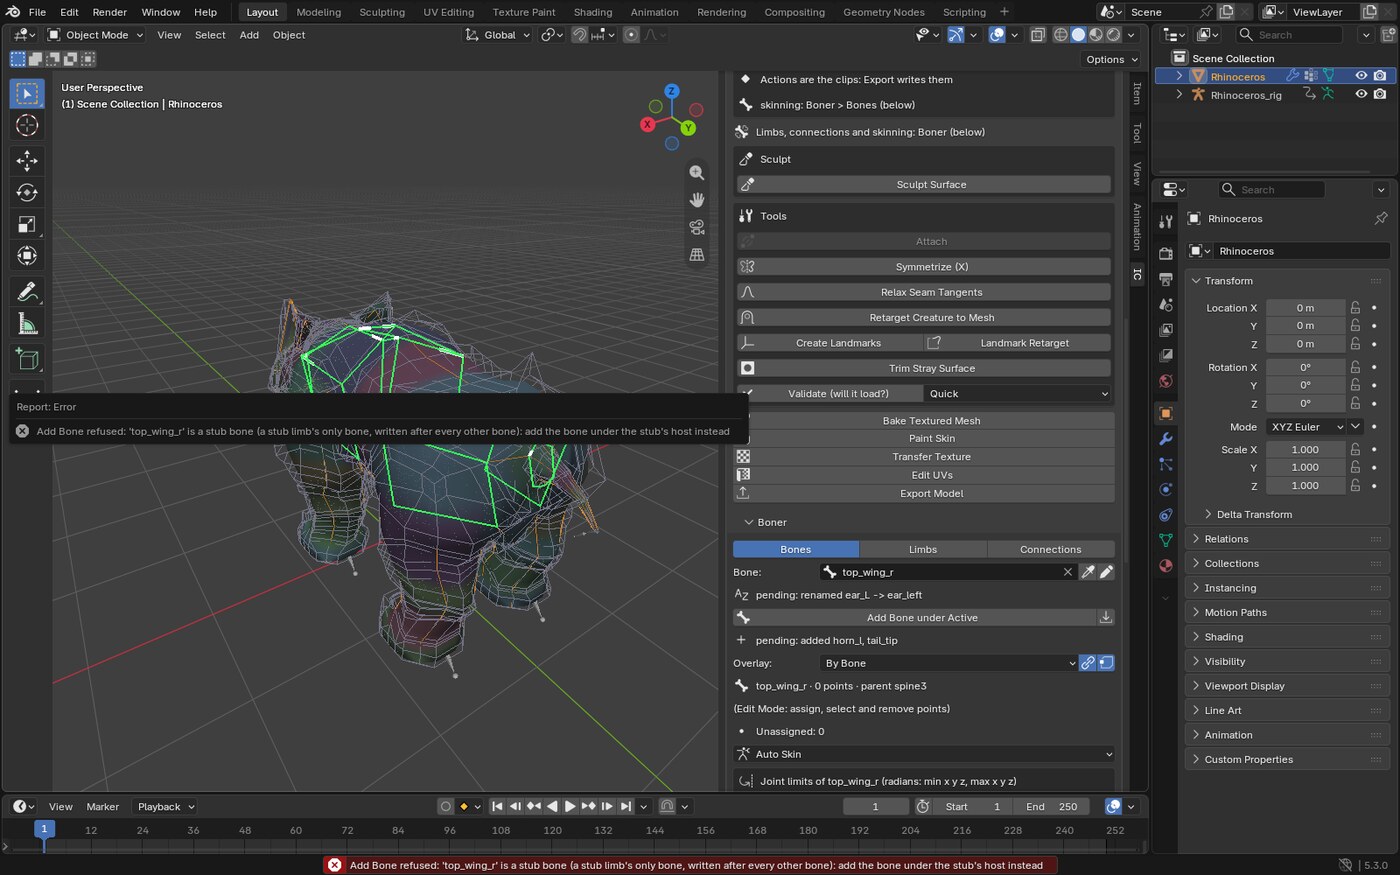 File Edit Render Window Help Layout Modeling Sculpting UV Editing Texture Paint Shading Animation Rendering Compositing Geometry Nodes Scripting + Scene ViewLayer
Object Mode View Select Add Object Global Search
Options
User Perspective
(1) Scene Collection | Rhinoceros
Z
X
Y
Actions are the clips: Export writes them
skinning: Boner > Bones (below)
Limbs, connections and skinning: Boner (below)
Sculpt
Sculpt Surface
Tools
Attach
Symmetrize (X)
Relax Seam Tangents
Retarget Creature to Mesh
Create Landmarks Landmark Retarget
Trim Stray Surface
Validate (will it load?) Quick
Bake Textured Mesh
Paint Skin
Transfer Texture
Edit UVs
Export Model
Boner
Bones Limbs Connections
Bone: top_wing_r
pending: renamed ear_L -> ear_left
Add Bone under Active
pending: added horn_l, tail_tip
Overlay: By Bone
top_wing_r · 0 points · parent spine3
(Edit Mode: assign, select and remove points)
Unassigned: 0
Auto Skin
Joint limits of top_wing_r (radians: min x y z, max x y z)
Item
Tool
View
Animation
IC
Report: Error
Add Bone refused: 'top_wing_r' is a stub bone (a stub limb's only bone, written after every other bone): add the bone under the stub's host instead
Scene Collection
Rhinoceros
Rhinoceros_rig
Search
Rhinoceros
Rhinoceros
Transform
Location X 0 m
Y 0 m
Z 0 m
Rotation X 0°
Y 0°
Z 0°
Mode XYZ Euler
Scale X 1.000
Y 1.000
Z 1.000
Delta Transform
Relations
Collections
Instancing
Motion Paths
Shading
Visibility
Viewport Display
Line Art
Animation
Custom Properties
View Marker Playback 1 Start 1 End 250
1 12 24 36 48 60 72 84 96 108 120 132 144 156 168 180 192 204 216 228 240 252
Add Bone refused: 'top_wing_r' is a stub bone (a stub limb's only bone, written after every other bone): add the bone under the stub's host instead
5.3.0